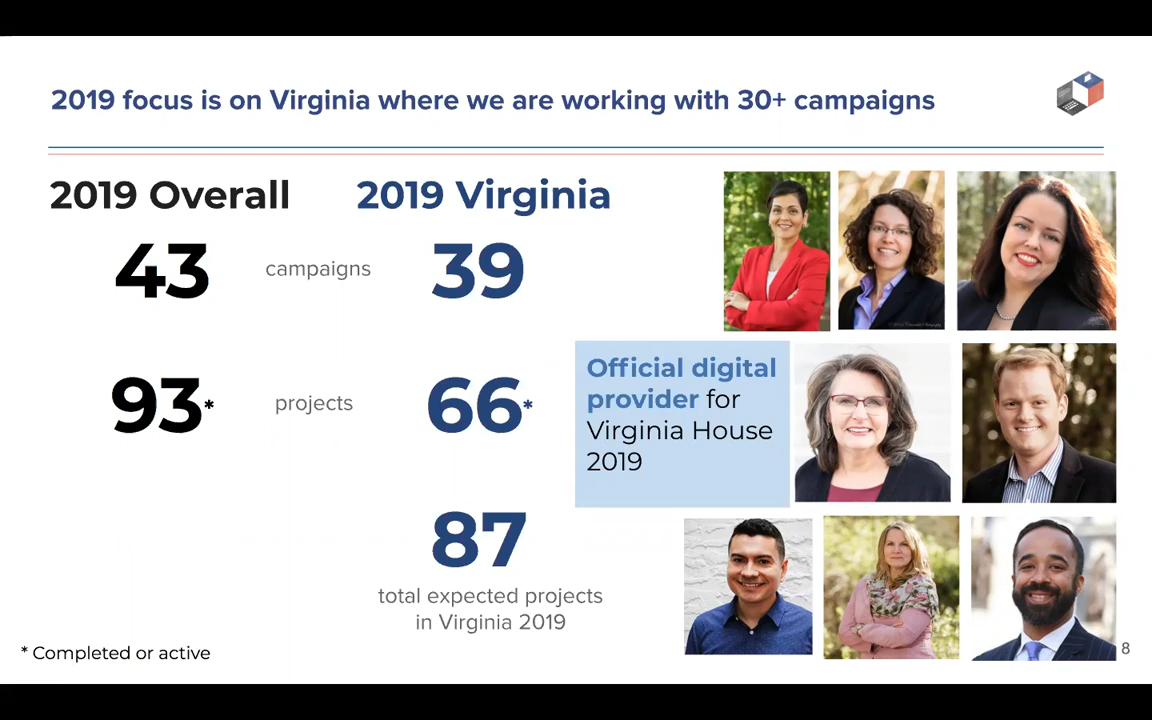 2019 focus is on Virginia where we are working with 30+ campaigns
2019 Overall
2019 Virginia
43
campaigns
39
93*
projects
66*
Official digital
provider for
Virginia House
2019
87
total expected projects
in Virginia 2019
* Completed or active
8